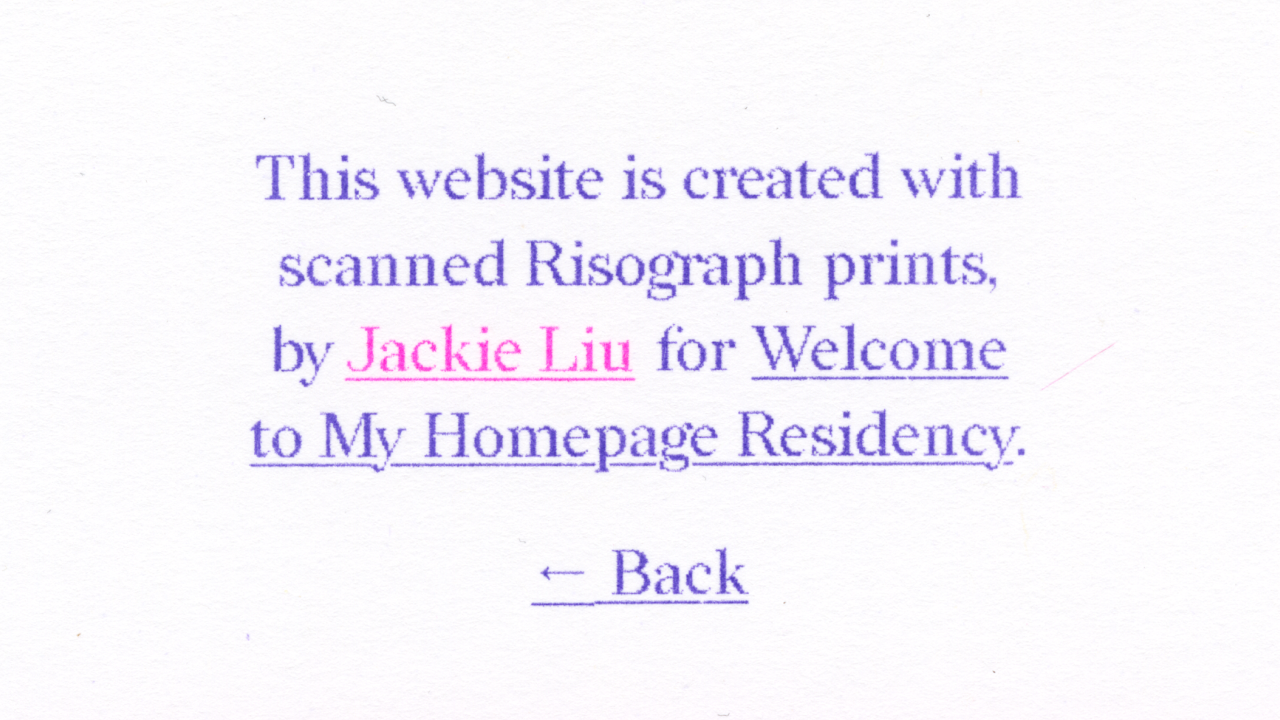 This website is created with
scanned Risograph prints,
by Jackie Liu for Welcome
to My Homepage Residency.
← Back